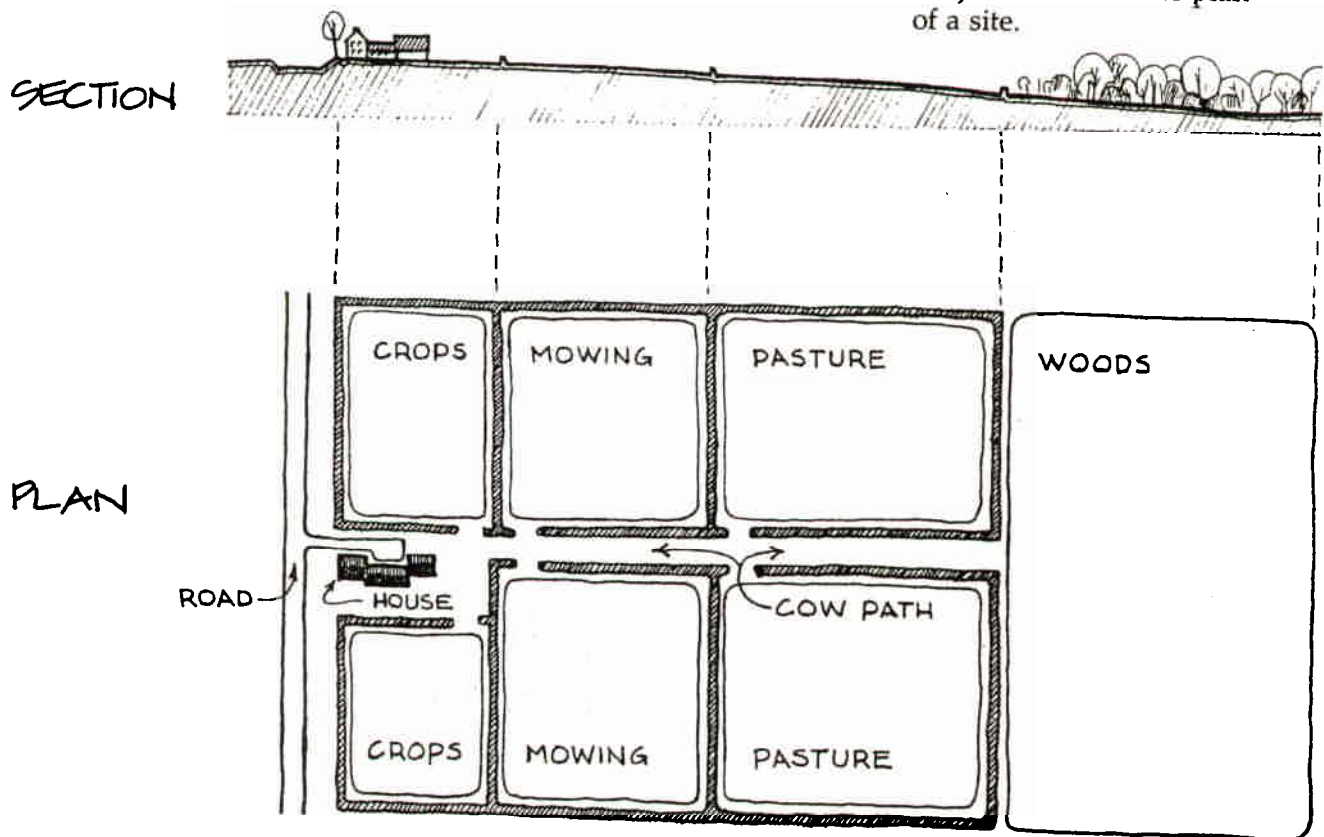 of a site.
SECTION
CROPS MOWING PASTURE WOODS
PLAN
ROAD HOUSE COW PATH
CROPS MOWING PASTURE